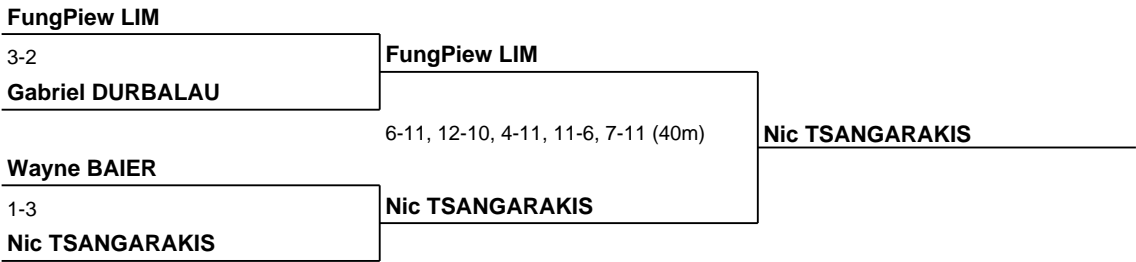 FungPiew LIM
3-2
FungPiew LIM
Gabriel DURBALAU
6-11, 12-10, 4-11, 11-6, 7-11 (40m)
Nic TSANGARAKIS
Wayne BAIER
1-3
Nic TSANGARAKIS
Nic TSANGARAKIS